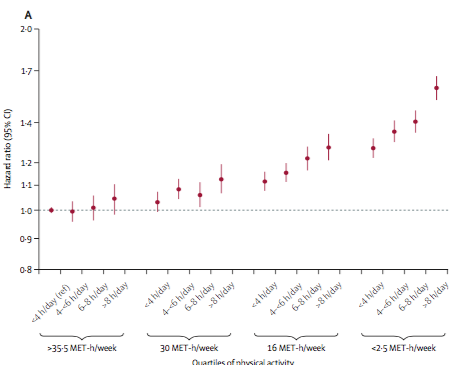 A
2·0
1·7
1·4
1·2
1·1
1·0
0·9
0·8
Hazard ratio (95% CI)
<4 h/day (ref)
4–<6 h/day
6–8 h/day
>8 h/day
<4 h/day
4–<6 h/day
6–8 h/day
>8 h/day
<4 h/day
4–<6 h/day
6–8 h/day
>8 h/day
<4 h/day
4–<6 h/day
6–8 h/day
>8 h/day
>35·5 MET-h/week
30 MET-h/week
16 MET-h/week
<2·5 MET-h/week
Quartiles of physical activity